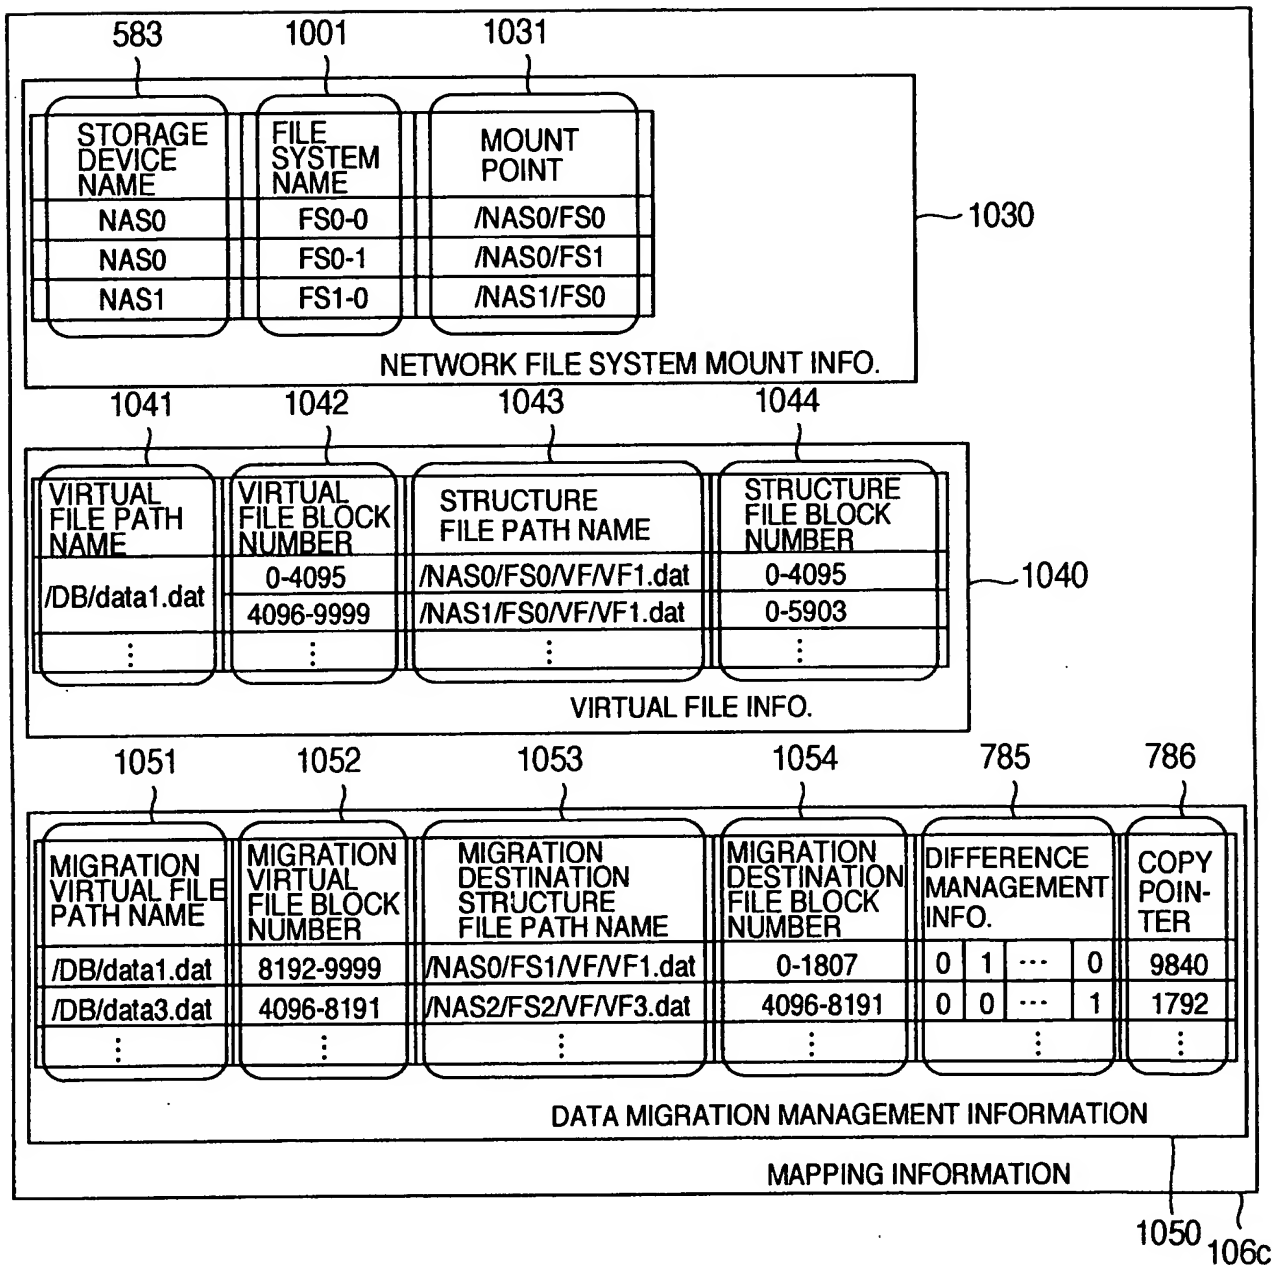 583 1001 1031
STORAGE DEVICE NAME FILE SYSTEM NAME MOUNT POINT
NAS0 FS0-0 /NAS0/FS0
NAS0 FS0-1 /NAS0/FS1
NAS1 FS1-0 /NAS1/FS0
1030
NETWORK FILE SYSTEM MOUNT INFO.
1041 1042 1043 1044
VIRTUAL FILE PATH NAME VIRTUAL FILE BLOCK NUMBER STRUCTURE FILE PATH NAME STRUCTURE FILE BLOCK NUMBER
/DB/data1.dat 0-4095 /NAS0/FS0/VF/VF1.dat 0-4095
4096-9999 /NAS1/FS0/VF/VF1.dat 0-5903
⋮ ⋮ ⋮ ⋮
1040
VIRTUAL FILE INFO.
1051 1052 1053 1054 785 786
MIGRATION VIRTUAL FILE PATH NAME MIGRATION VIRTUAL FILE BLOCK NUMBER MIGRATION DESTINATION STRUCTURE FILE PATH NAME MIGRATION DESTINATION FILE BLOCK NUMBER DIFFERENCE MANAGEMENT INFO. COPY POIN-TER
/DB/data1.dat 8192-9999 /NAS0/FS1/VF/VF1.dat 0-1807 0 1 ... 0 9840
/DB/data3.dat 4096-8191 /NAS2/FS2/VF/VF3.dat 4096-8191 0 0 ... 1 1792
⋮ ⋮ ⋮ ⋮ ⋮ ⋮
DATA MIGRATION MANAGEMENT INFORMATION
MAPPING INFORMATION
1050 106c